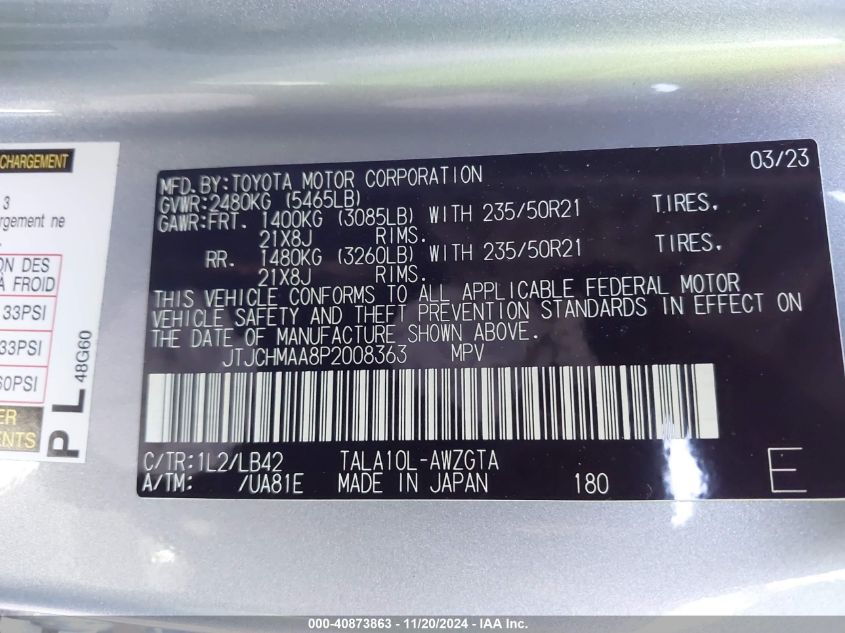 CHARGEMENT
3
rgement ne
ON DES
À FROID
33PSI
33PSI
60PSI
ER
ENTS
PL 48G60
03/23
MFD. BY: TOYOTA MOTOR CORPORATION
GVWR: 2480KG (5465LB)
GAWR: FRT. 1400KG (3085LB) WITH 235/50R21 TIRES.
21X8J RIMS.
RR. 1480KG (3260LB) WITH 235/50R21 TIRES.
21X8J RIMS.
THIS VEHICLE CONFORMS TO ALL APPLICABLE FEDERAL MOTOR
VEHICLE SAFETY AND THEFT PREVENTION STANDARDS IN EFFECT ON
THE DATE OF MANUFACTURE SHOWN ABOVE.
JTJCHMAA8P2008363 MPV
C/TR: 1L2/LB42 TALA10L-AWZGTA
A/TM: /UA81E MADE IN JAPAN 180 E
000-40873863 - 11/20/2024 - IAA Inc.